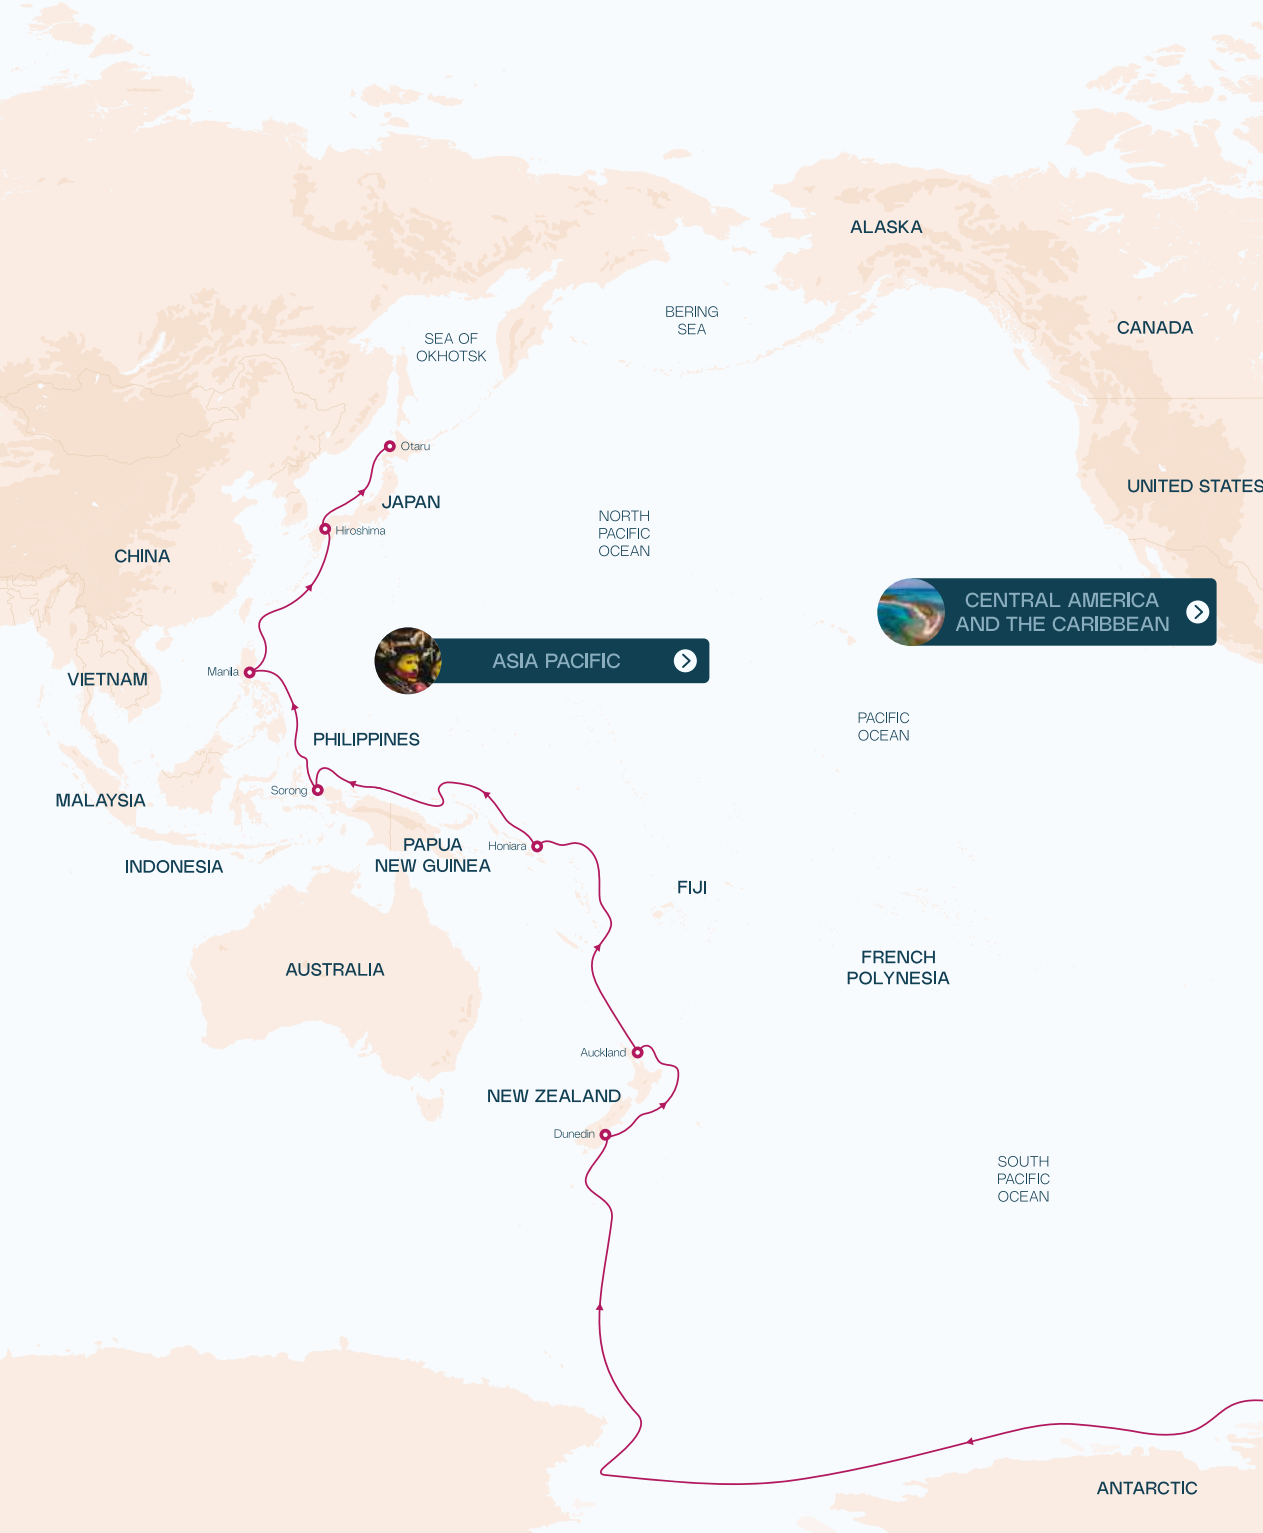 ALASKA
BERING
SEA
CANADA
SEA OF
OKHOTSK
Otaru
UNITED STATES
JAPAN
NORTH
PACIFIC
OCEAN
Hiroshima
CHINA
CENTRAL AMERICA
AND THE CARIBBEAN
ASIA PACIFIC
Manila
VIETNAM
PACIFIC
OCEAN
PHILIPPINES
Sorong
MALAYSIA
PAPUA
NEW GUINEA
Honiara
INDONESIA
FIJI
AUSTRALIA
FRENCH
POLYNESIA
Auckland
NEW ZEALAND
Dunedin
SOUTH
PACIFIC
OCEAN
ANTARCTIC